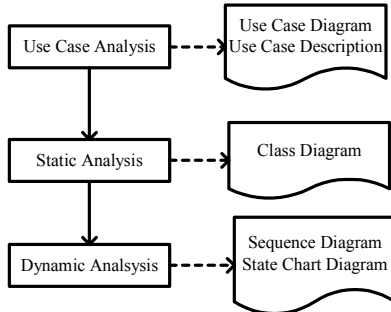 Use Case Analysis
Use Case Diagram
Use Case Description
Static Analysis
Class Diagram
Dynamic Analsysis
Sequence Diagram
State Chart Diagram